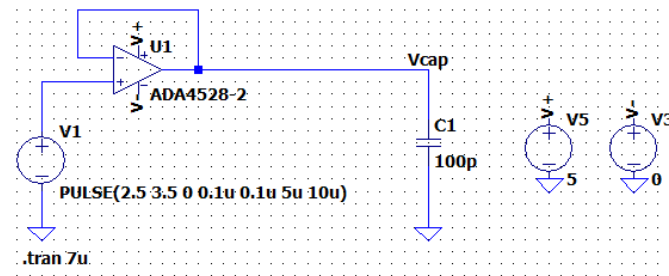 V+
U1
ADA4528-2
V-
Vcap
V1
PULSE(2.5 3.5 0 0.1u 0.1u 5u 10u)
.tran 7u
C1
100p
V+
V5
5
V-
V3
0